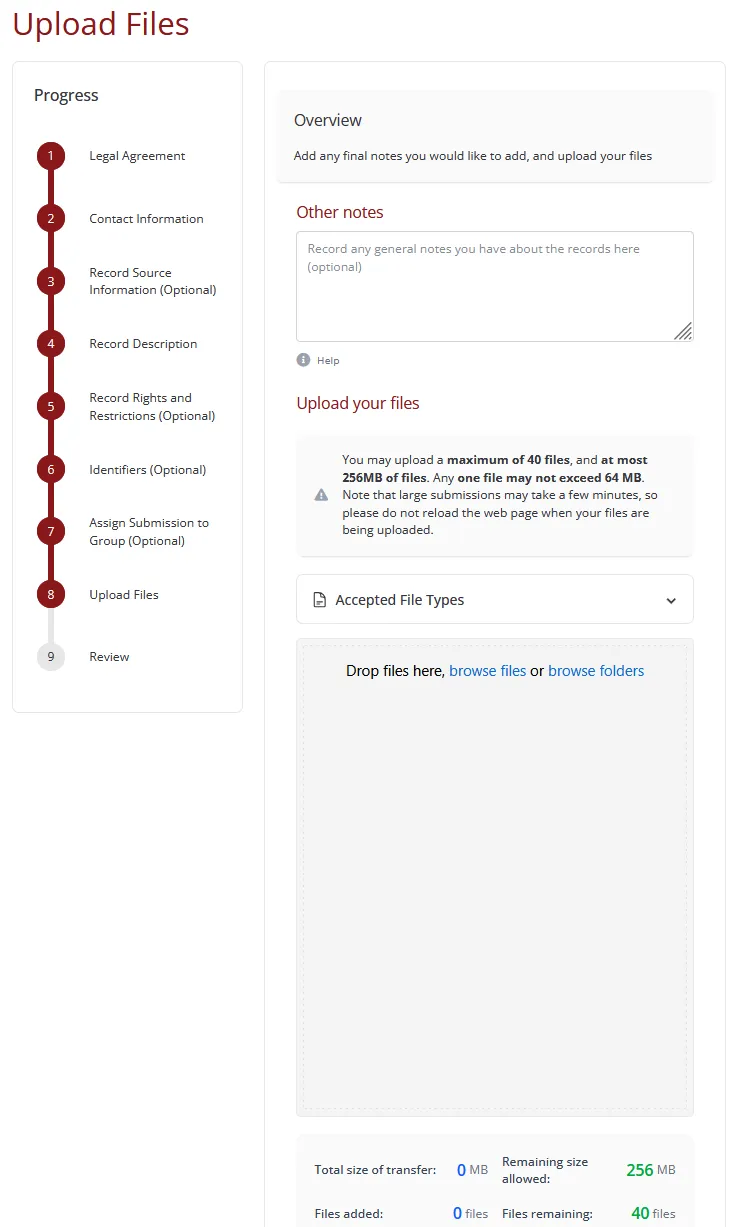 Upload Files
Progress
1
Legal Agreement
2
Contact Information
3
Record Source
Information (Optional)
4
Record Description
5
Record Rights and
Restrictions (Optional)
6
Identifiers (Optional)
7
Assign Submission to
Group (Optional)
8
Upload Files
9
Review
Overview
Add any final notes you would like to add, and upload your files
Other notes
Record any general notes you have about the records here
(optional)
Help
Upload your files
You may upload a maximum of 40 files, and at most
256MB of files. Any one file may not exceed 64 MB.
Note that large submissions may take a few minutes, so
please do not reload the web page when your files are
being uploaded.
Accepted File Types
Drop files here, browse files or browse folders
Total size of transfer: 0 MB
Remaining size
allowed: 256 MB
Files added: 0 files
Files remaining: 40 files